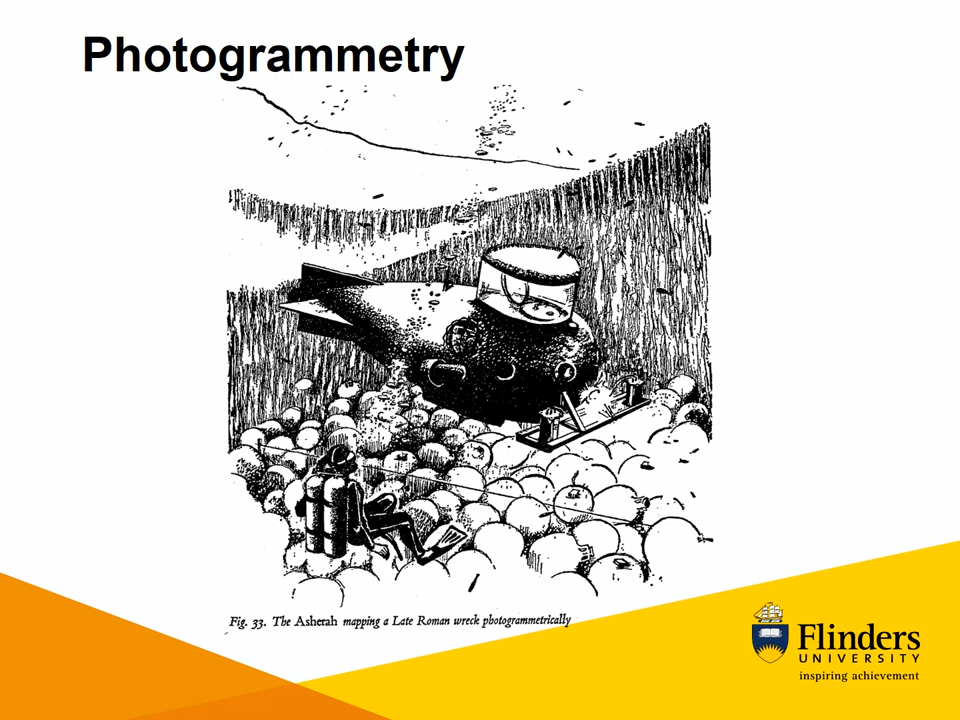 Photogrammetry
Fig. 33. The Asherah mapping a Late Roman wreck photogrammetrically
Flinders
UNIVERSITY
inspiring achievement